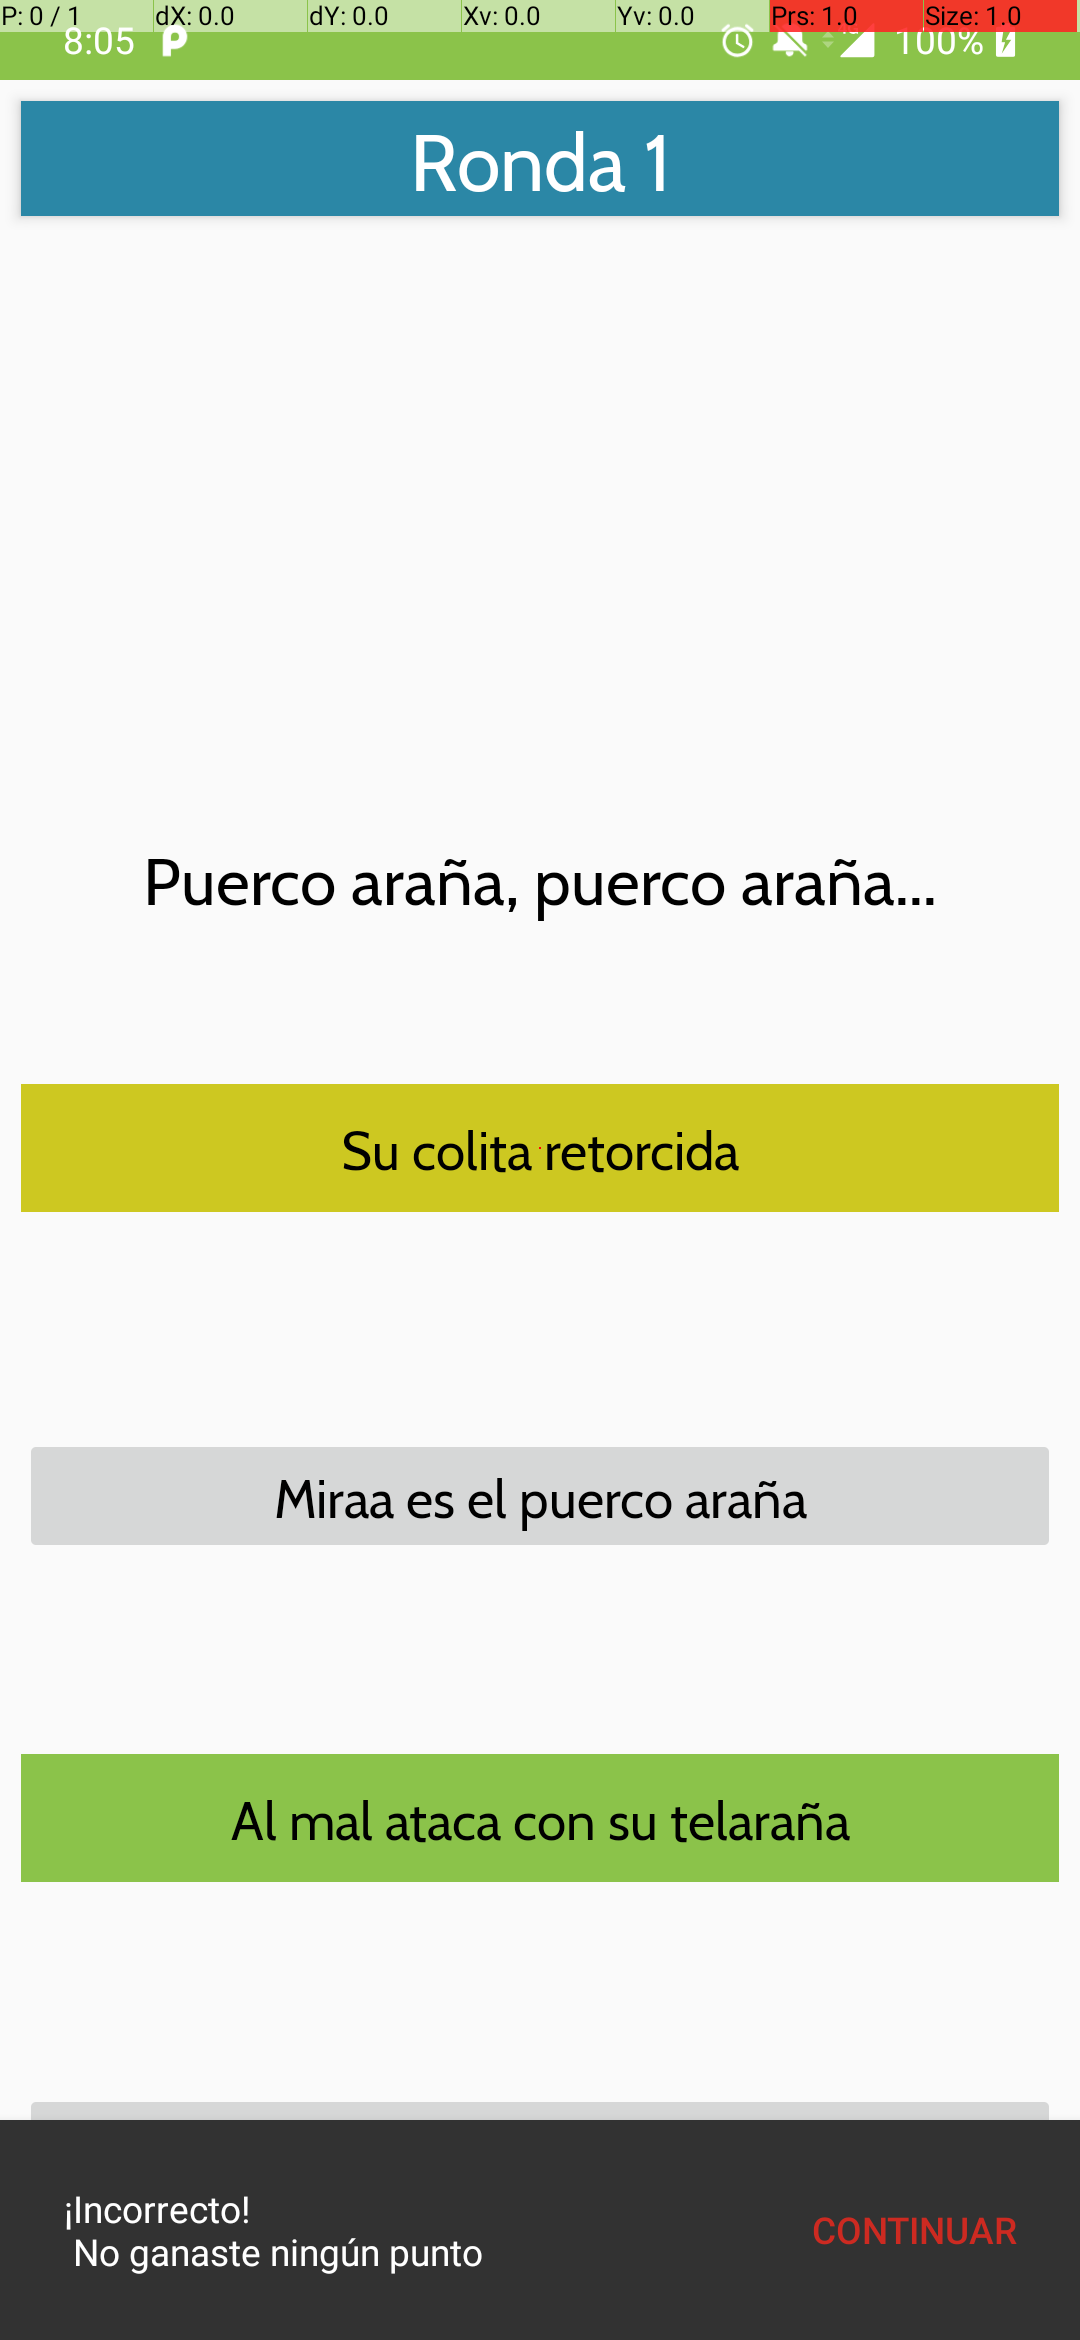 P: 0 / 1 dX: 0.0 dY: 0.0 Xv: 0.0 Yv: 0.0 Prs: 1.0 Size: 1.0
8:05 100%
Ronda 1
Puerco araña, puerco araña...
Su colita retorcida
Miraa es el puerco araña
Al mal ataca con su telaraña
¡Incorrecto!
No ganaste ningún punto
CONTINUAR